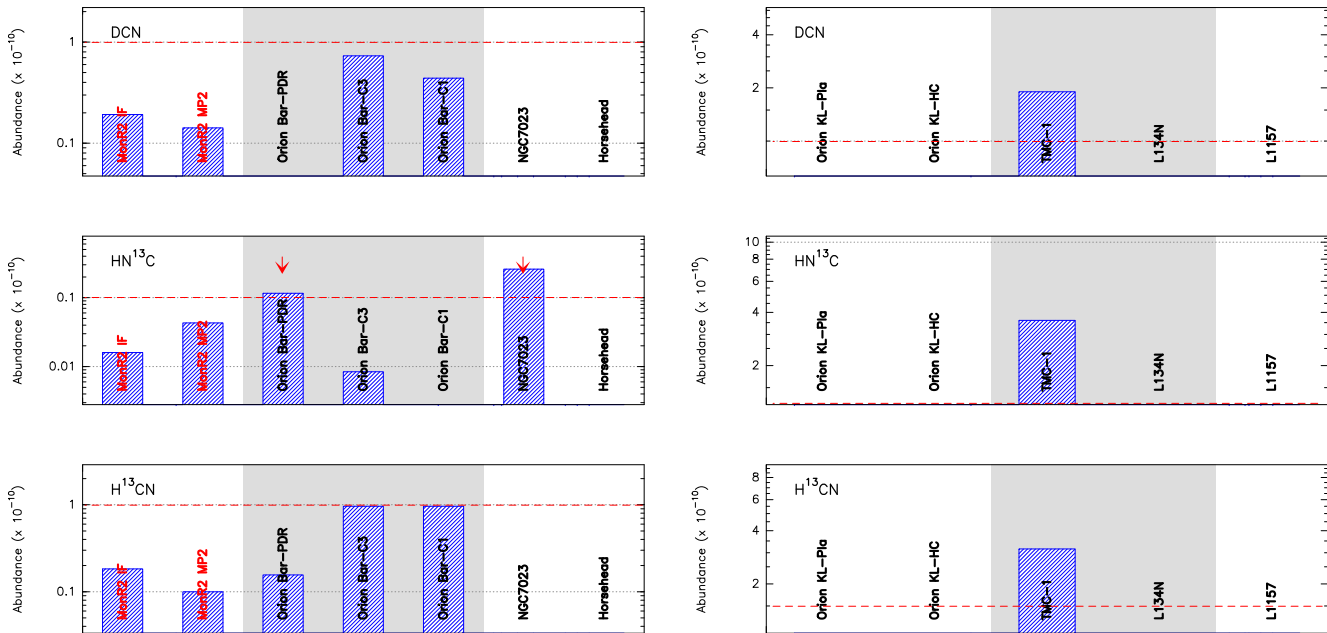 DCN
Abundance (x 10⁻¹⁰)
1
0.1
MonR2 IF
MonR2 MP2
Orion Bar-PDR
Orion Bar-C3
Orion Bar-C1
NGC7023
Horsehead
DCN
Abundance (x 10⁻¹⁰)
4
2
Orion KL-Pla
Orion KL-HC
TMC-1
L134N
L1157
HN¹³C
Abundance (x 10⁻¹⁰)
0.1
0.01
MonR2 IF
MonR2 MP2
Orion Bar-PDR
Orion Bar-C3
Orion Bar-C1
NGC7023
Horsehead
HN¹³C
Abundance (x 10⁻¹⁰)
10
8
6
4
2
Orion KL-Pla
Orion KL-HC
TMC-1
L134N
L1157
H¹³CN
Abundance (x 10⁻¹⁰)
1
0.1
MonR2 IF
MonR2 MP2
Orion Bar-PDR
Orion Bar-C3
Orion Bar-C1
NGC7023
Horsehead
H¹³CN
Abundance (x 10⁻¹⁰)
8
6
4
2
Orion KL-Pla
Orion KL-HC
TMC-1
L134N
L1157